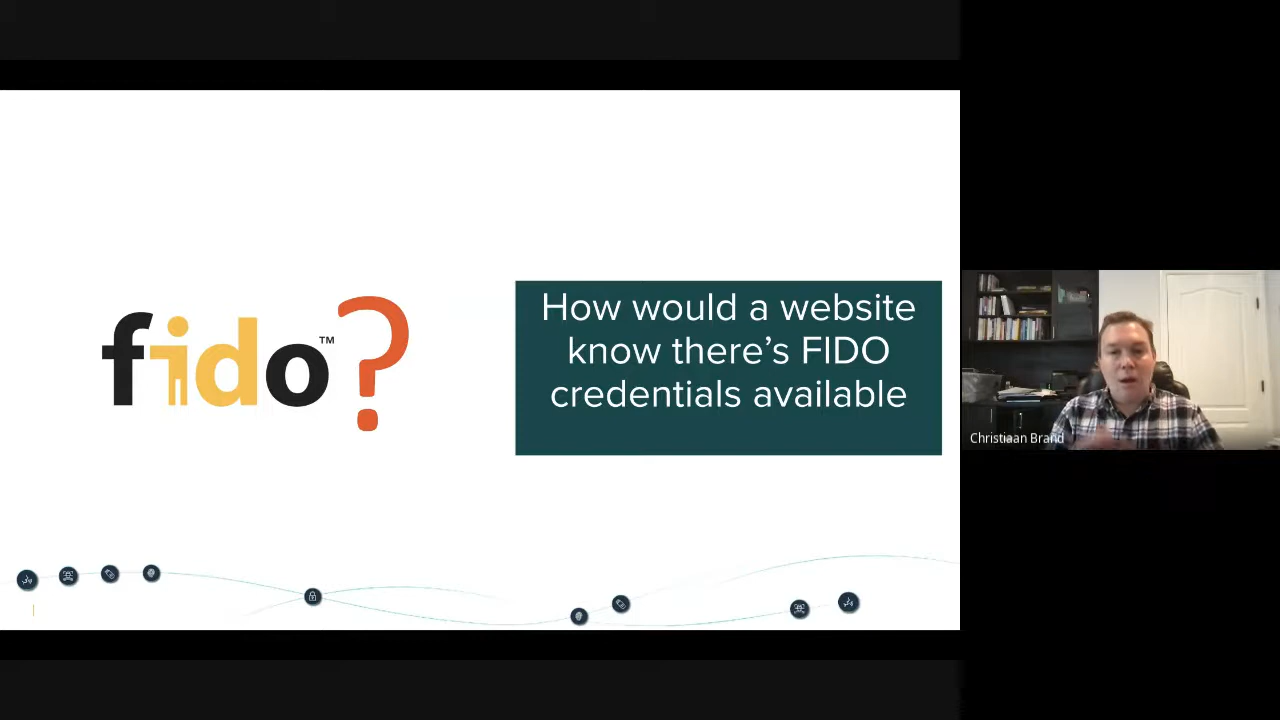 fido™?
How would a website
know there's FIDO
credentials available
Christiaan Brand